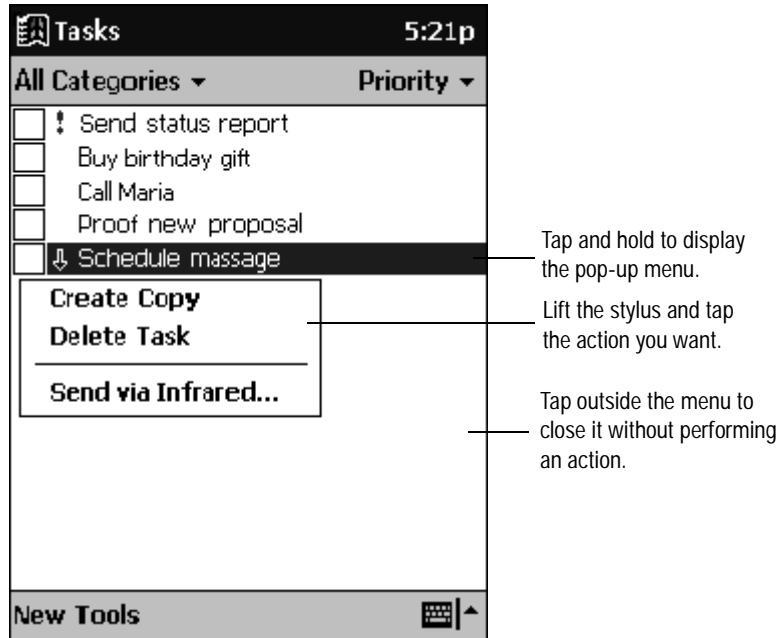 Tasks 5:21p
All Categories Priority
! Send status report
Buy birthday gift
Call Maria
Proof new proposal
Schedule massage
Create Copy
Delete Task
Send via Infrared...
New Tools
Tap and hold to display
the pop-up menu.
Lift the stylus and tap
the action you want.
Tap outside the menu to
close it without performing
an action.